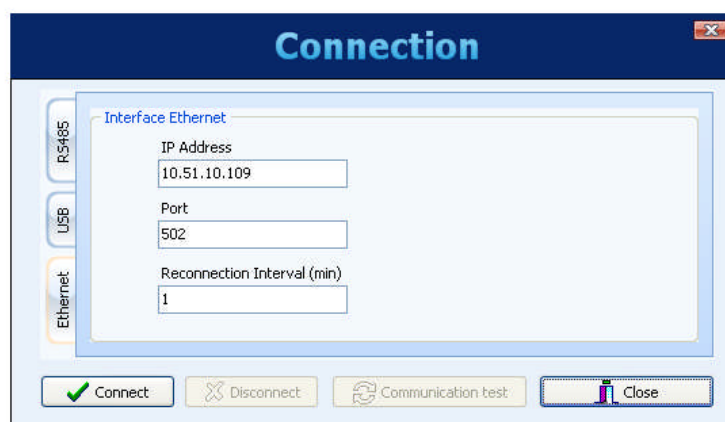 Connection
RS485
USB
Ethernet
Interface Ethernet
IP Address
10.51.10.109
Port
502
Reconnection Interval (min)
1
Connect
Disconnect
Communication test
Close